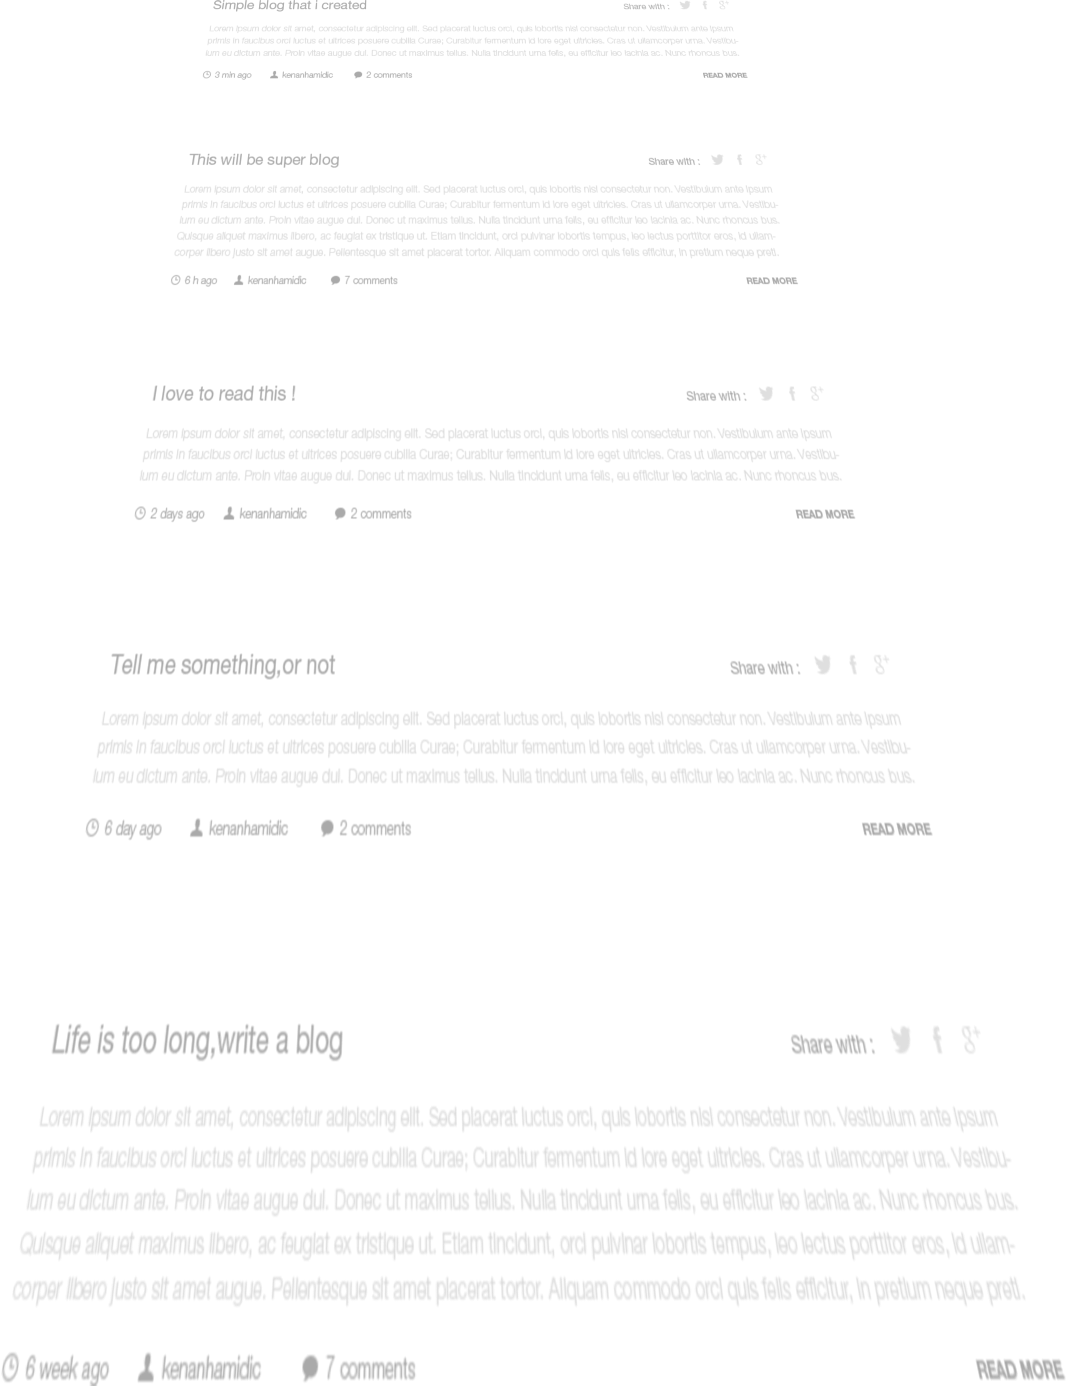 Simple blog that i created
Share with :
Lorem ipsum dolor sit amet, consectetur adipiscing elit. Sed placerat luctus orci, quis lobortis nisl consectetur non. Vestibulum ante ipsum
primis in faucibus orci luctus et ultrices posuere cubilia Curae; Curabitur fermentum id lore eget ultricies. Cras ut ullamcorper urna. Vestibu-
lum eu dictum ante. Proin vitae augue dui. Donec ut maximus tellus. Nulla tincidunt urna felis, eu efficitur leo lacinia ac. Nunc rhoncus bus.
3 min ago kenanhamidic 2 comments READ MORE
This will be super blog
Share with :
Lorem ipsum dolor sit amet, consectetur adipiscing elit. Sed placerat luctus orci, quis lobortis nisl consectetur non. Vestibulum ante ipsum
primis in faucibus orci luctus et ultrices posuere cubilia Curae; Curabitur fermentum id lore eget ultricies. Cras ut ullamcorper urna. Vestibu-
lum eu dictum ante. Proin vitae augue dui. Donec ut maximus tellus. Nulla tincidunt urna felis, eu efficitur leo lacinia ac. Nunc rhoncus bus.
Quisque aliquet maximus libero, ac feugiat ex tristique ut. Etiam tincidunt, orci pulvinar lobortis tempus, leo lectus porttitor eros, id ullam-
corper libero justo sit amet augue. Pellentesque sit amet placerat tortor. Aliquam commodo orci quis felis efficitur, in pretium neque preti.
6 h ago kenanhamidic 7 comments READ MORE
I love to read this !
Share with :
Lorem ipsum dolor sit amet, consectetur adipiscing elit. Sed placerat luctus orci, quis lobortis nisl consectetur non. Vestibulum ante ipsum
primis in faucibus orci luctus et ultrices posuere cubilia Curae; Curabitur fermentum id lore eget ultricies. Cras ut ullamcorper urna. Vestibu-
lum eu dictum ante. Proin vitae augue dui. Donec ut maximus tellus. Nulla tincidunt urna felis, eu efficitur leo lacinia ac. Nunc rhoncus bus.
2 days ago kenanhamidic 2 comments READ MORE
Tell me something,or not
Share with :
Lorem ipsum dolor sit amet, consectetur adipiscing elit. Sed placerat luctus orci, quis lobortis nisl consectetur non. Vestibulum ante ipsum
primis in faucibus orci luctus et ultrices posuere cubilia Curae; Curabitur fermentum id lore eget ultricies. Cras ut ullamcorper urna. Vestibu-
lum eu dictum ante. Proin vitae augue dui. Donec ut maximus tellus. Nulla tincidunt urna felis, eu efficitur leo lacinia ac. Nunc rhoncus bus.
6 day ago kenanhamidic 2 comments READ MORE
Life is too long,write a blog
Share with :
Lorem ipsum dolor sit amet, consectetur adipiscing elit. Sed placerat luctus orci, quis lobortis nisl consectetur non. Vestibulum ante ipsum
primis in faucibus orci luctus et ultrices posuere cubilia Curae; Curabitur fermentum id lore eget ultricies. Cras ut ullamcorper urna. Vestibu-
lum eu dictum ante. Proin vitae augue dui. Donec ut maximus tellus. Nulla tincidunt urna felis, eu efficitur leo lacinia ac. Nunc rhoncus bus.
Quisque aliquet maximus libero, ac feugiat ex tristique ut. Etiam tincidunt, orci pulvinar lobortis tempus, leo lectus porttitor eros, id ullam-
corper libero justo sit amet augue. Pellentesque sit amet placerat tortor. Aliquam commodo orci quis felis efficitur, in pretium neque preti.
6 week ago kenanhamidic 7 comments READ MORE